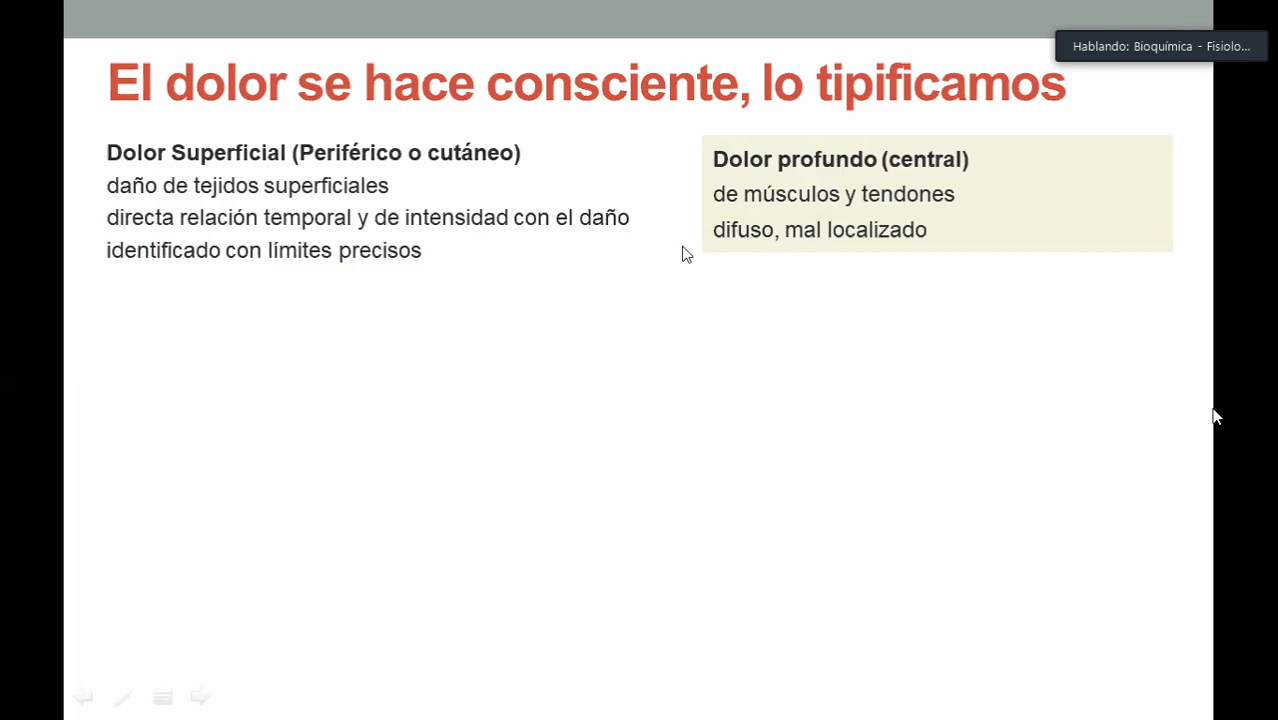 Hablando: Bioquímica - Fisiolo...
El dolor se hace consciente, lo tipificamos
Dolor Superficial (Periférico o cutáneo)
daño de tejidos superficiales
directa relación temporal y de intensidad con el daño
identificado con límites precisos
Dolor profundo (central)
de músculos y tendones
difuso, mal localizado